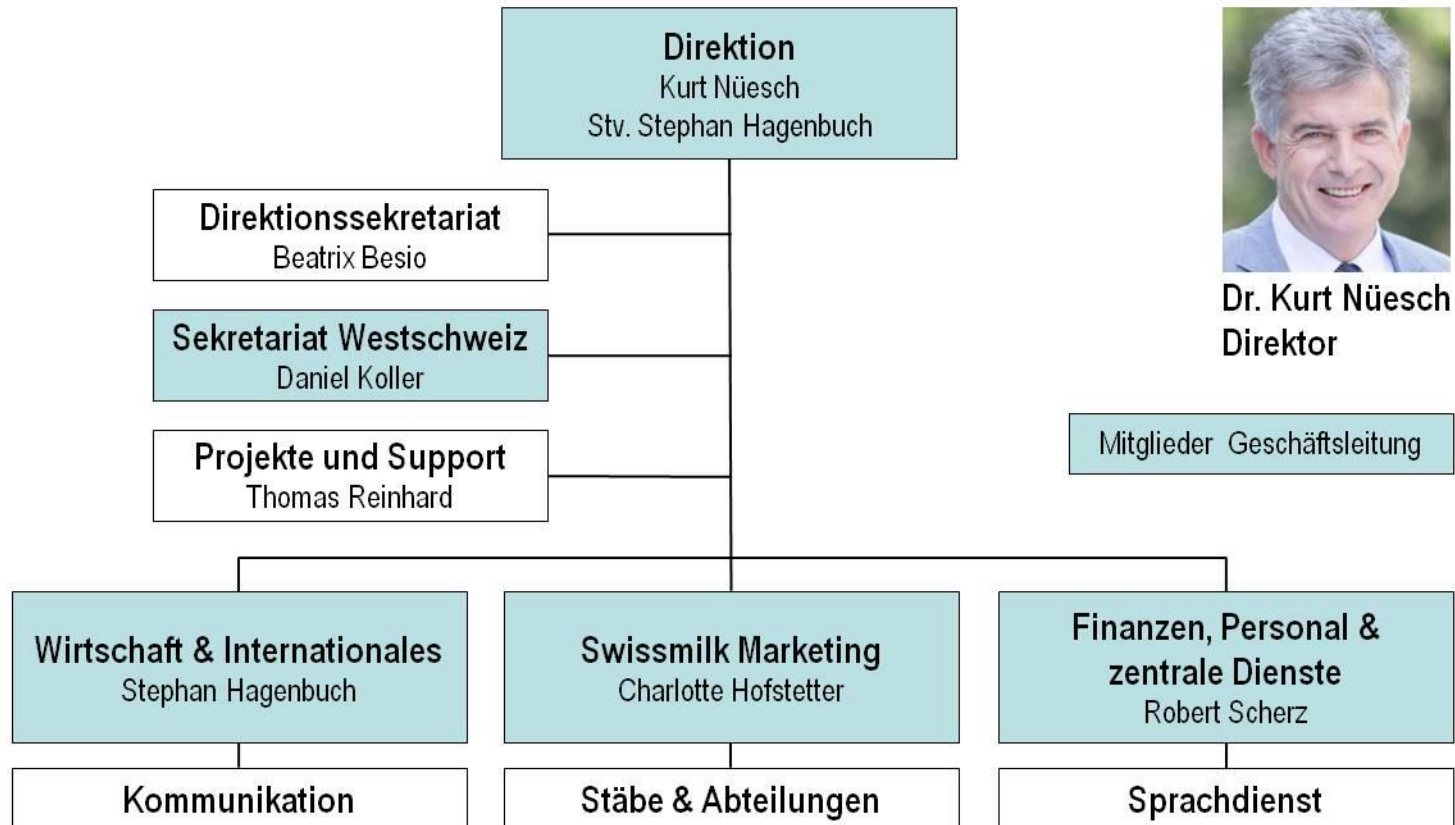 Direktion
Kurt Nüesch
Stv. Stephan Hagenbuch
Dr. Kurt Nüesch
Direktor
Direktionssekretariat
Beatrix Besio
Sekretariat Westschweiz
Daniel Koller
Projekte und Support
Thomas Reinhard
Mitglieder Geschäftsleitung
Wirtschaft & Internationales
Stephan Hagenbuch
Swissmilk Marketing
Charlotte Hofstetter
Finanzen, Personal &
zentrale Dienste
Robert Scherz
Kommunikation
Stäbe & Abteilungen
Sprachdienst